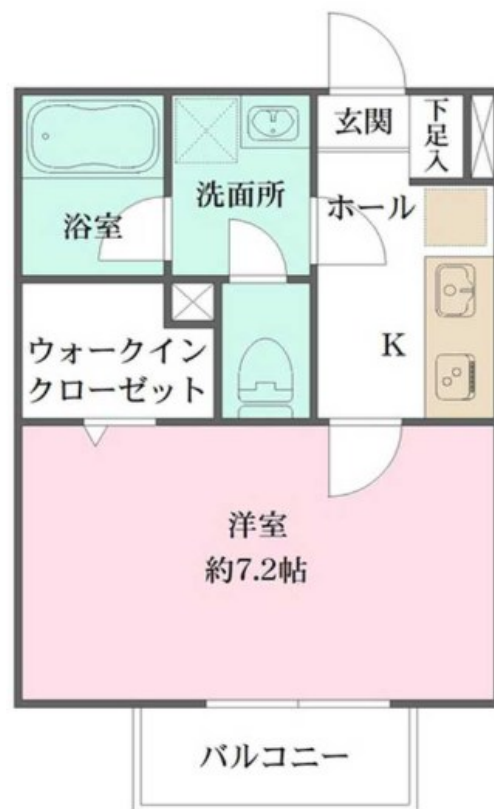 玄関
下足入
洗面所
ホール
浴室
K
ウォークイン
クローゼット
洋室
約7.2帖
バルコニー